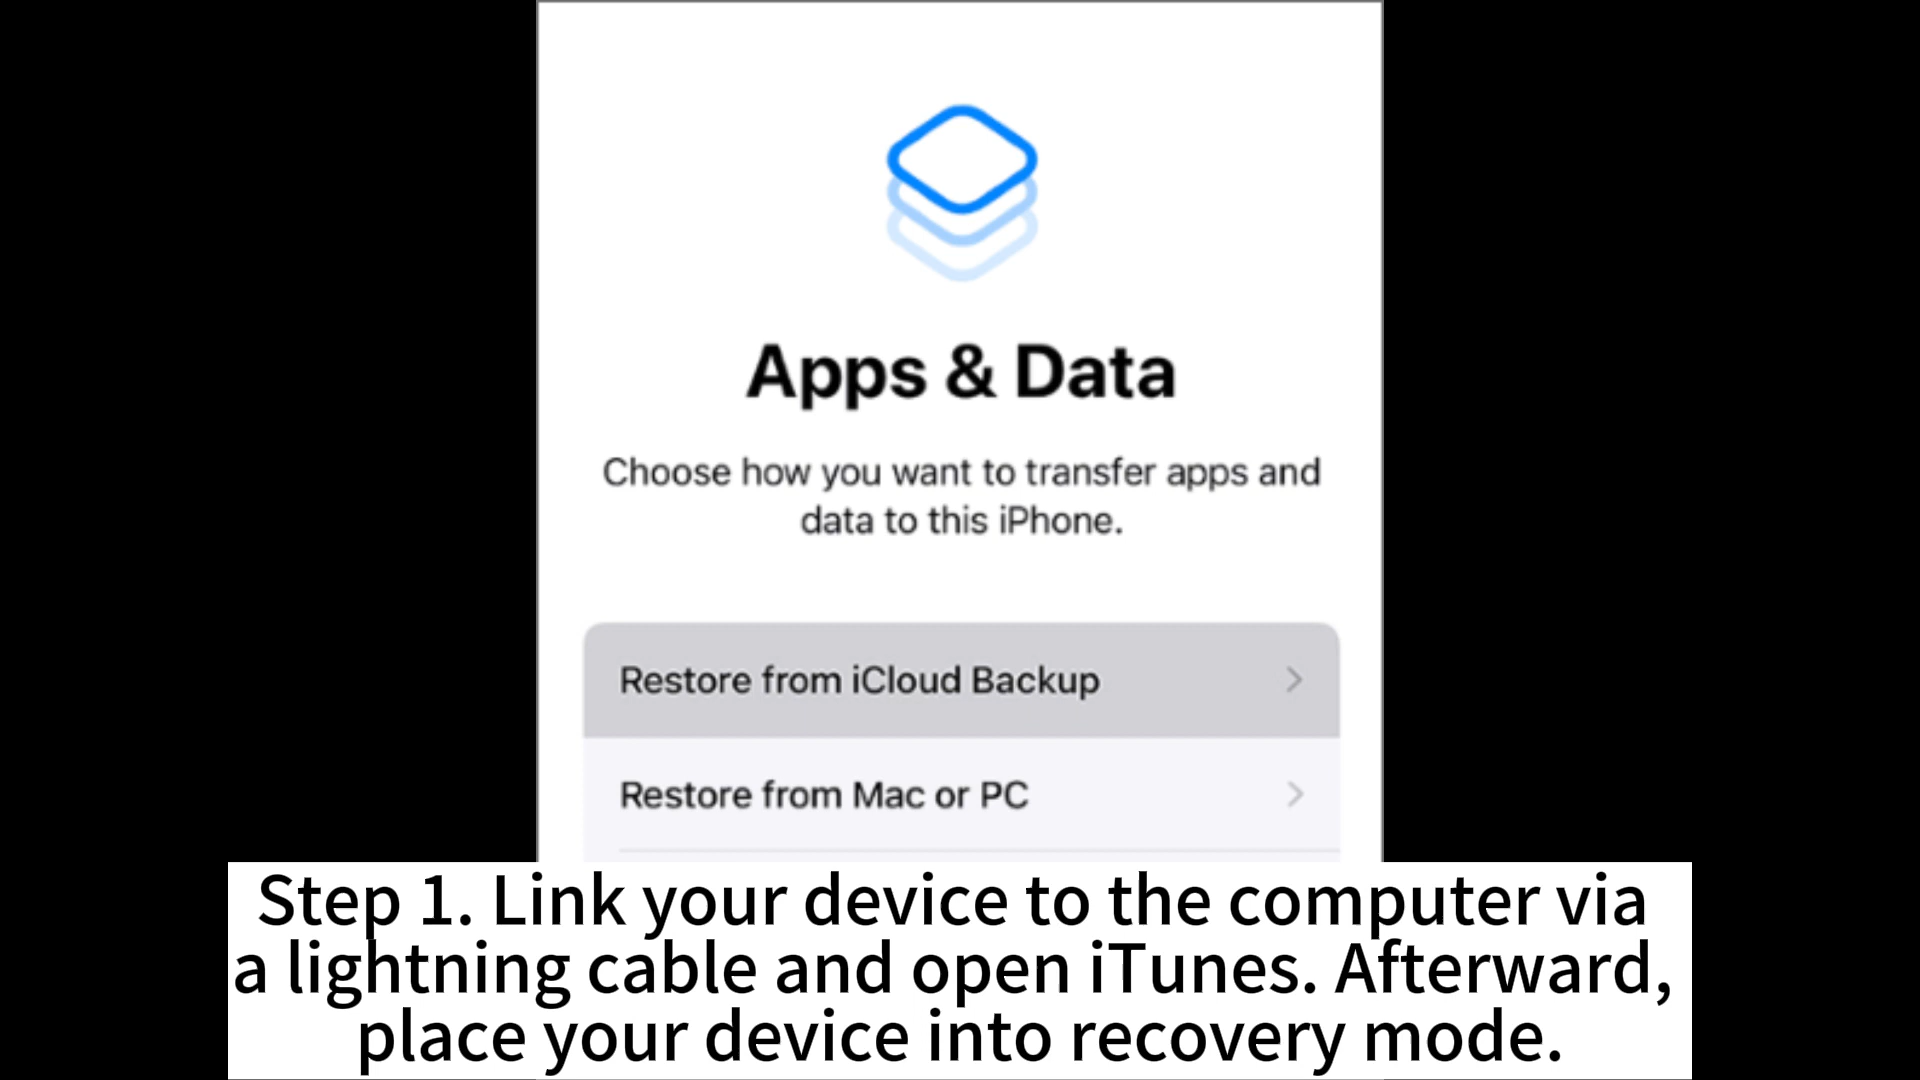 Apps & Data
Choose how you want to transfer apps and
data to this iPhone.
Restore from iCloud Backup
Restore from Mac or PC
Step 1. Link your device to the computer via
a lightning cable and open iTunes. Afterward,
place your device into recovery mode.